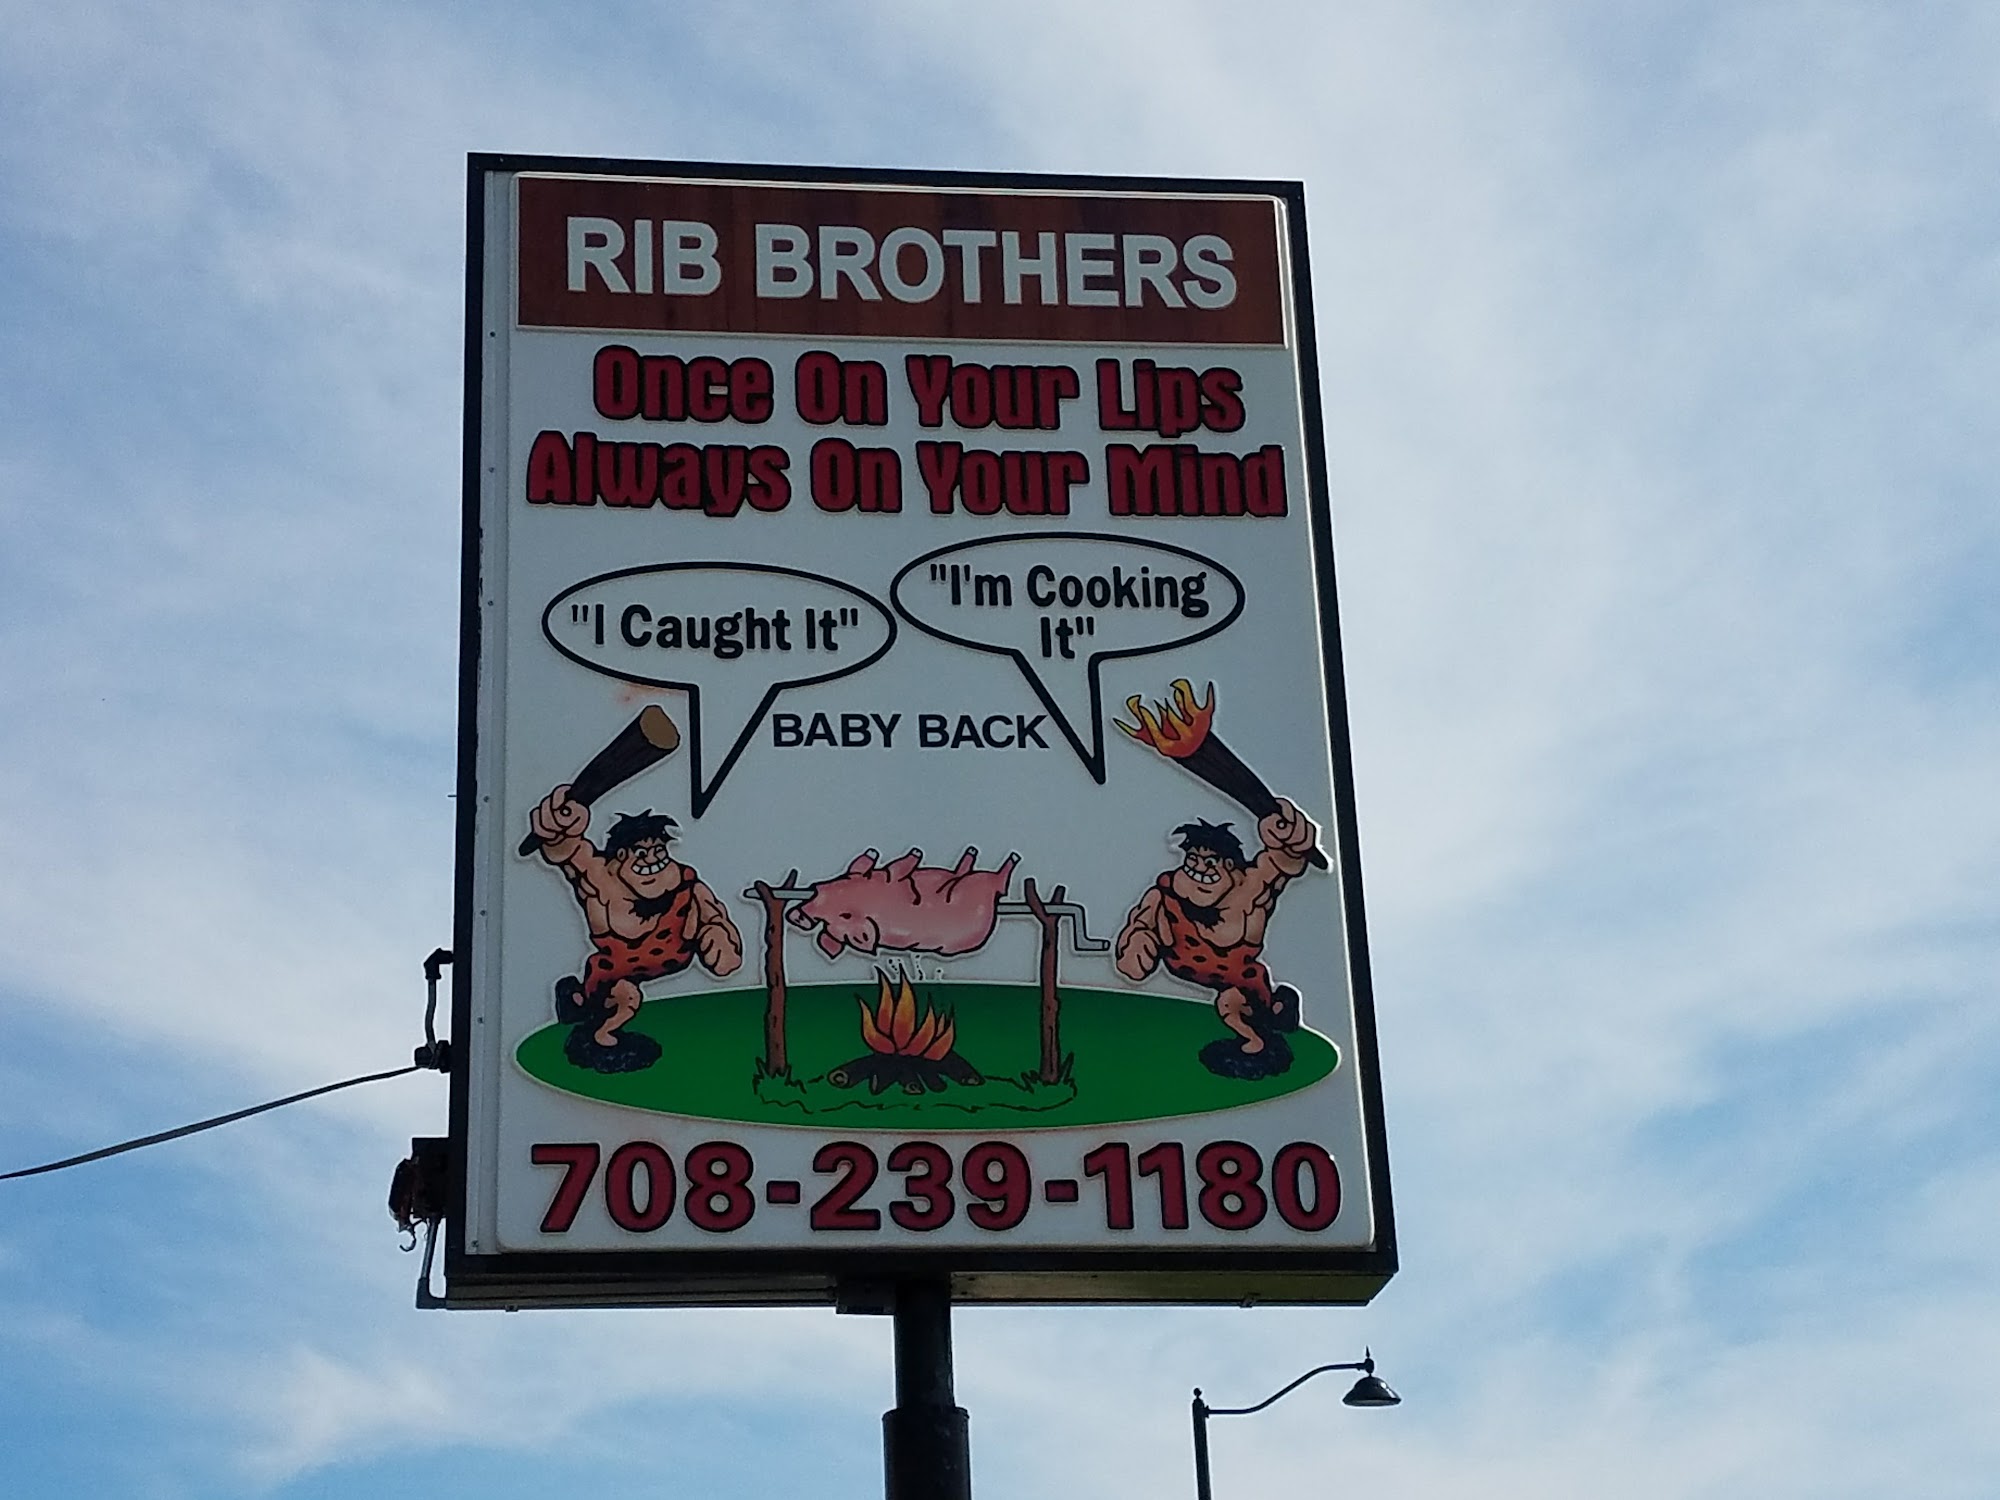 RIB BROTHERS
Once On Your Lips
Always On Your Mind
"I Caught It"
"I'm Cooking
It"
BABY BACK
708-239-1180